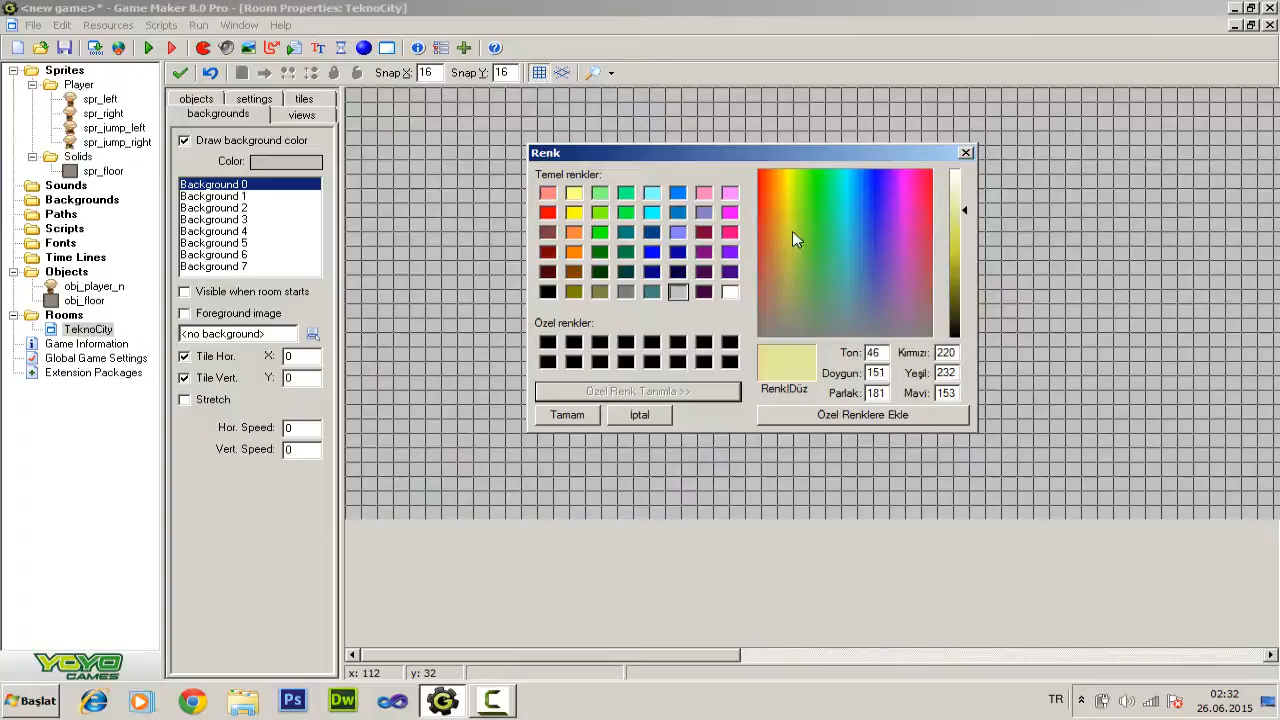 <new game>* - Game Maker 8.0 Pro - [Room Properties: TeknoCity]
File Edit Resources Scripts Run Window Help
Snap X: 16 Snap Y: 16
Sprites
Player
spr_left
spr_right
spr_jump_left
spr_jump_right
Solids
spr_floor
Sounds
Backgrounds
Paths
Scripts
Fonts
Time Lines
Objects
obj_player_n
obj_floor
Rooms
TeknoCity
Game Information
Global Game Settings
Extension Packages
YOYO
GAMES
objects settings tiles
backgrounds views
Draw background color
Color:
Background 0
Background 1
Background 2
Background 3
Background 4
Background 5
Background 6
Background 7
Visible when room starts
Foreground image
<no background>
Tile Hor. X: 0
Tile Vert. Y: 0
Stretch
Hor. Speed: 0
Vert. Speed: 0
Renk
Temel renkler:
Özel renkler:
Özel Renk Tanımla >>
Tamam İptal
Renk|Düz
Ton: 46 Kırmızı: 220
Doygun: 151 Yeşil: 232
Parlak: 181 Mavi: 153
Özel Renklere Ekle
x: 112 y: 32
Başlat
Ps
Dw
C
TR
02:32
26.06.2015